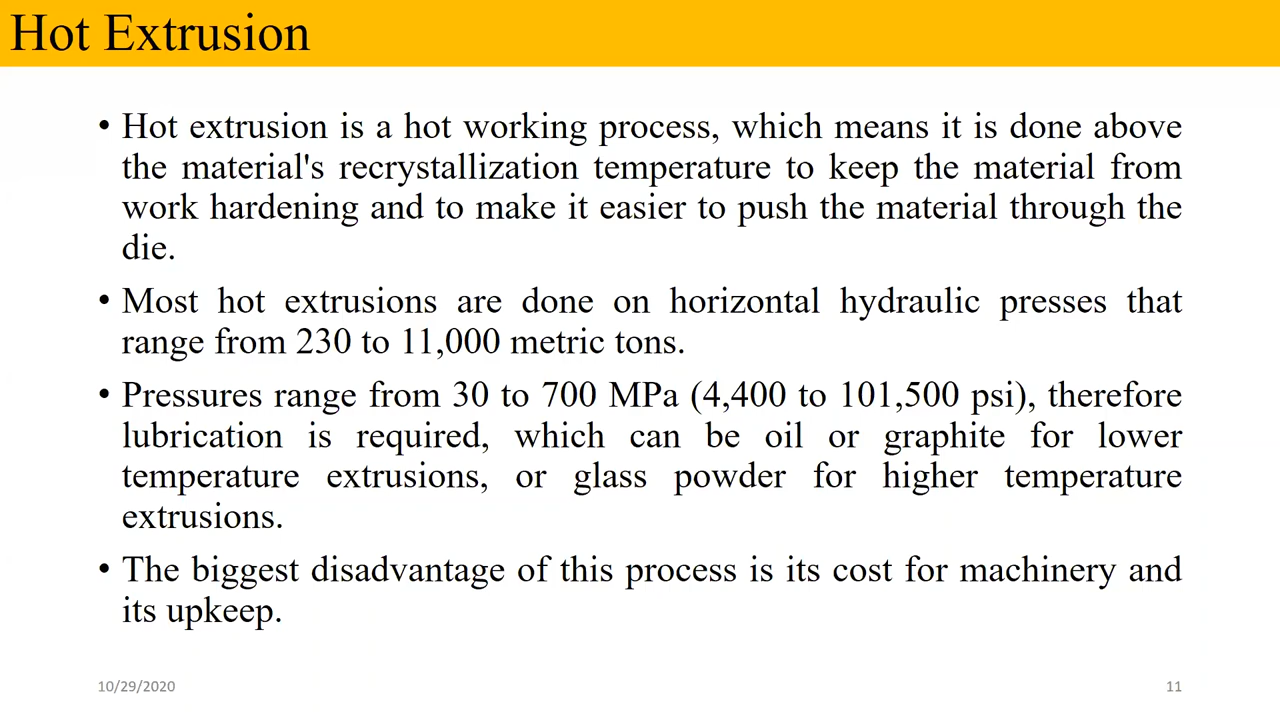 Hot Extrusion
• Hot extrusion is a hot working process, which means it is done above
the material's recrystallization temperature to keep the material from
work hardening and to make it easier to push the material through the
die.
• Most hot extrusions are done on horizontal hydraulic presses that
range from 230 to 11,000 metric tons.
• Pressures range from 30 to 700 MPa (4,400 to 101,500 psi), therefore
lubrication is required, which can be oil or graphite for lower
temperature extrusions, or glass powder for higher temperature
extrusions.
• The biggest disadvantage of this process is its cost for machinery and
its upkeep.
10/29/2020
11